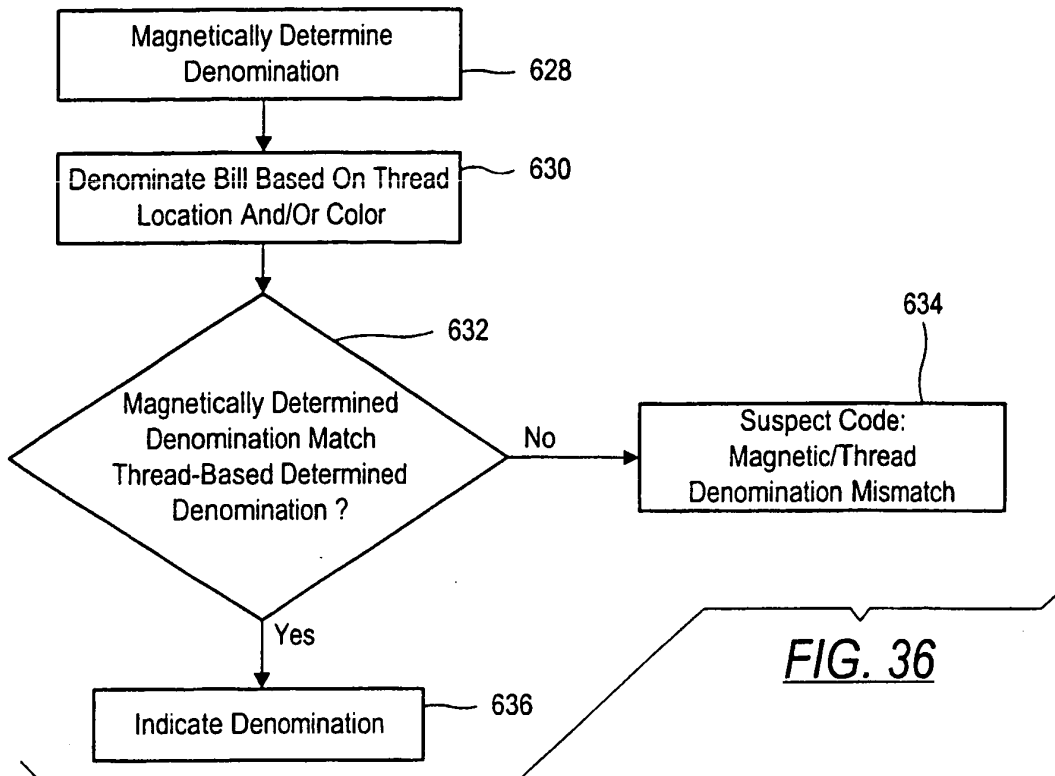 Magnetically Determine
Denomination
628
Denominate Bill Based On Thread
Location And/Or Color
630
632
Magnetically Determined
Denomination Match
Thread-Based Determined
Denomination ?
No
634
Suspect Code:
Magnetic/Thread
Denomination Mismatch
Yes
Indicate Denomination
636
FIG. 36